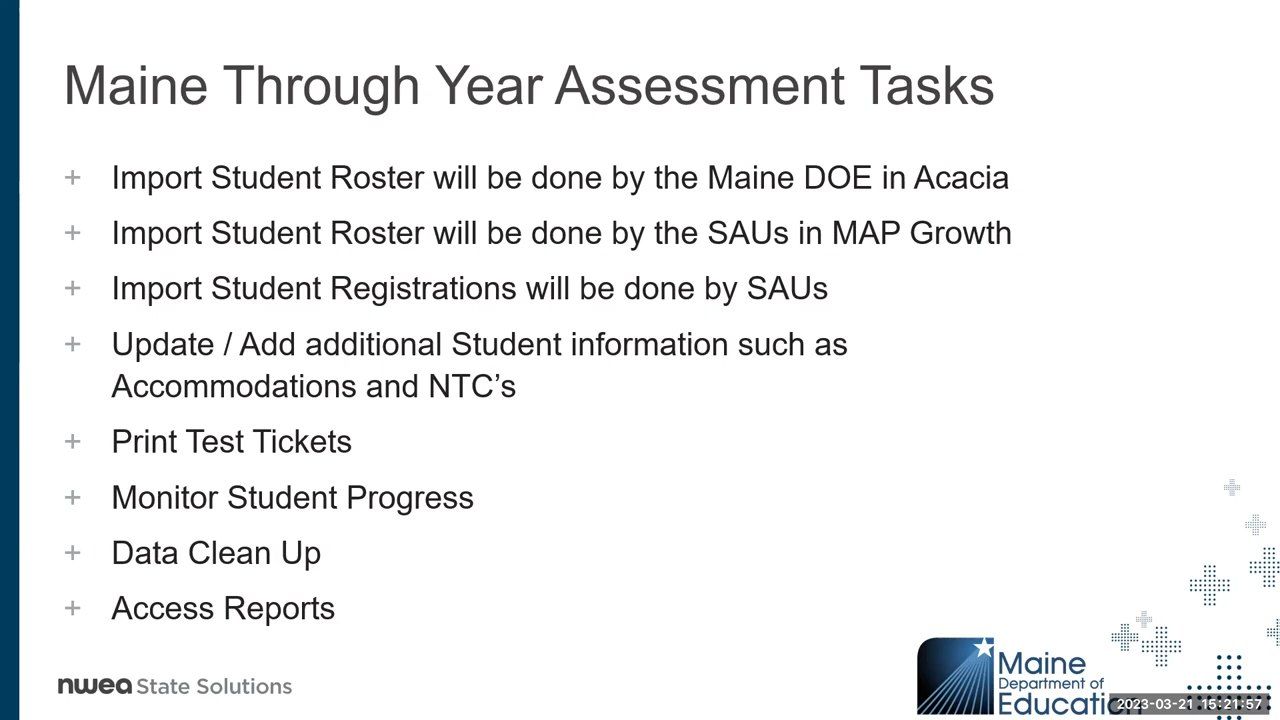 Maine Through Year Assessment Tasks
+ Import Student Roster will be done by the Maine DOE in Acacia
+ Import Student Roster will be done by the SAUs in MAP Growth
+ Import Student Registrations will be done by SAUs
+ Update / Add additional Student information such as
Accommodations and NTC’s
+ Print Test Tickets
+ Monitor Student Progress
+ Data Clean Up
+ Access Reports
nwea State Solutions
Maine
Department of
Education
2023-03-21 15:21:57